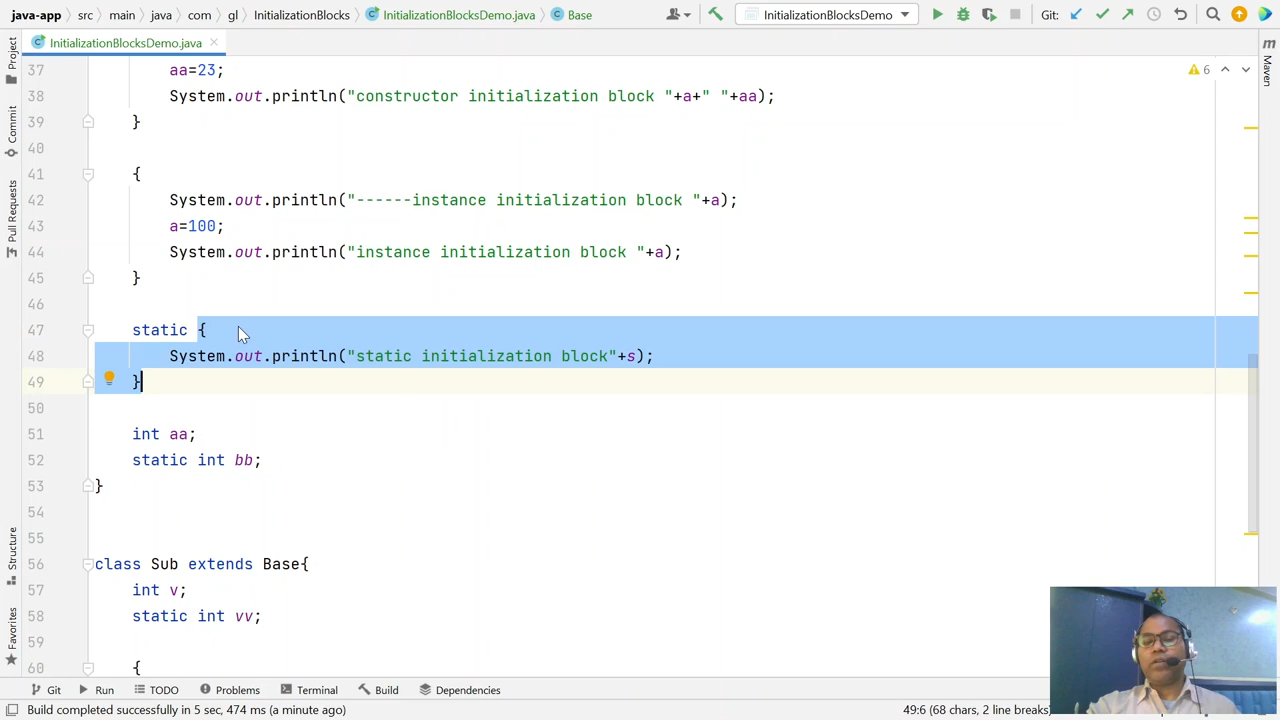 java-app src main java com gl InitializationBlocks InitializationBlocksDemo.java Base InitializationBlocksDemo Git:
InitializationBlocksDemo.java
Project
Commit
Pull Requests
Structure
Favorites
Maven
6
37 aa=23;
38 System.out.println("constructor initialization block "+a+" "+aa);
39 }
40
41 {
42 System.out.println("------instance initialization block "+a);
43 a=100;
44 System.out.println("instance initialization block "+a);
45 }
46
47 static {
48 System.out.println("static initialization block"+s);
49 }
50
51 int aa;
52 static int bb;
53 }
54
55
56 class Sub extends Base{
57 int v;
58 static int vv;
59
60 {
Git Run TODO Problems Terminal Build Dependencies
Build completed successfully in 5 sec, 474 ms (a minute ago) 49:6 (68 chars, 2 line breaks)